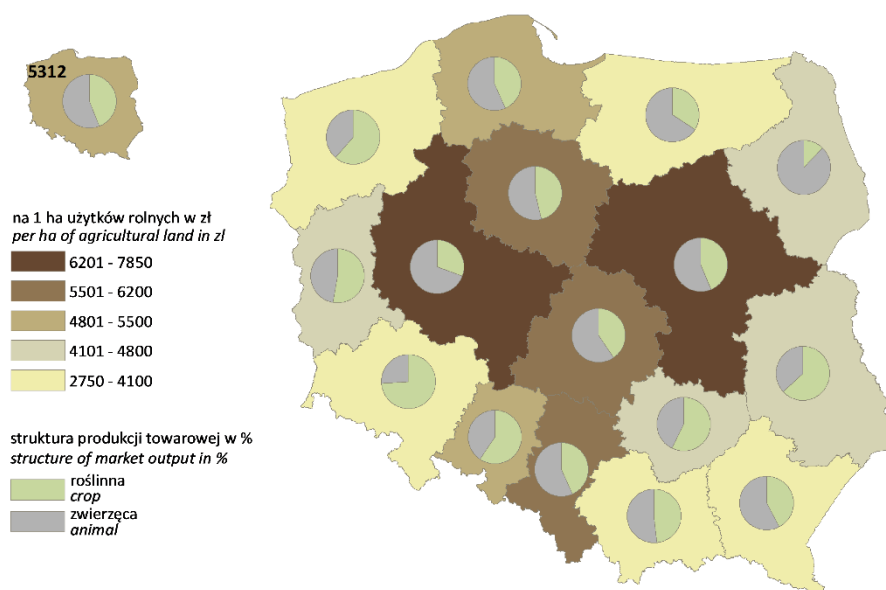 5312
na 1 ha użytków rolnych w zł
per ha of agricultural land in zl
6201 - 7850
5501 - 6200
4801 - 5500
4101 - 4800
2750 - 4100
struktura produkcji towarowej w %
structure of market output in %
roślinna
crop
zwierzęca
animal